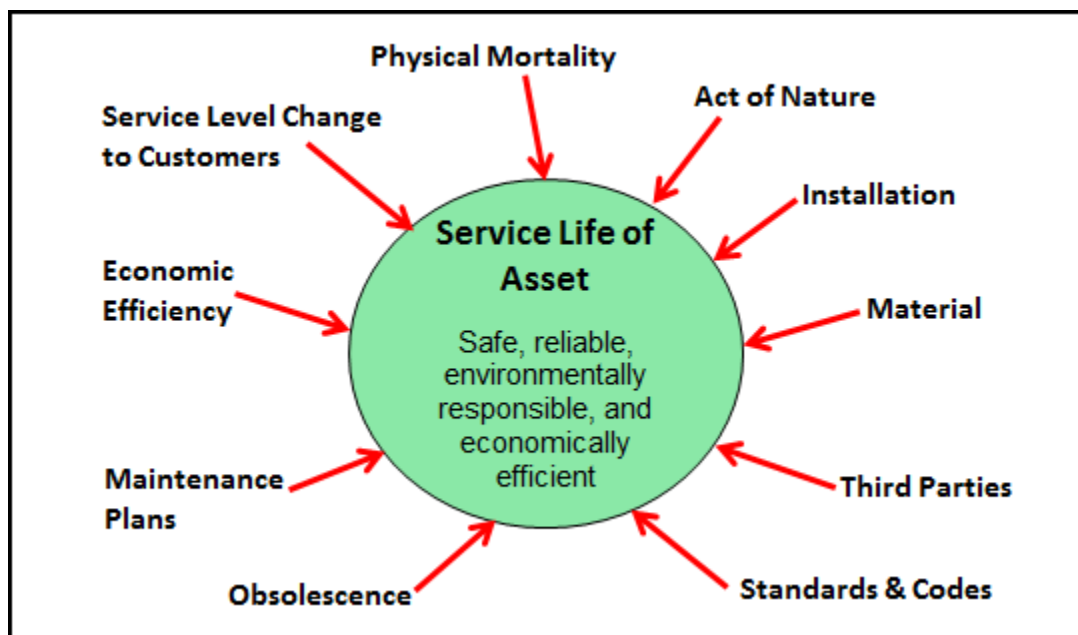 Physical Mortality
Act of Nature
Service Level Change
to Customers
Installation
Service Life of
Asset
Economic
Efficiency
Material
Safe, reliable,
environmentally
responsible, and
economically
efficient
Maintenance
Plans
Third Parties
Obsolescence
Standards & Codes